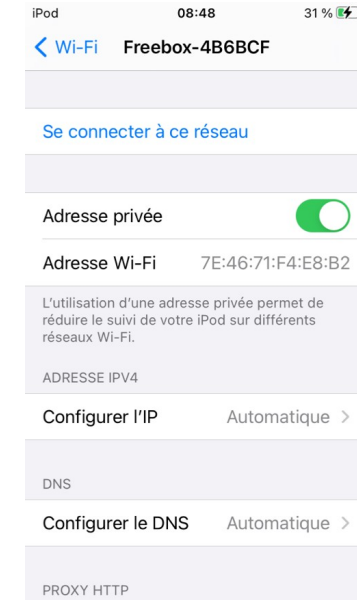 iPod 08:48 31 %
Wi-Fi Freebox-4B6BCF
Se connecter à ce réseau
Adresse privée
Adresse Wi-Fi 7E:46:71:F4:E8:B2
L’utilisation d’une adresse privée permet de
réduire le suivi de votre iPod sur différents
réseaux Wi-Fi.
ADRESSE IPV4
Configurer l’IP Automatique
DNS
Configurer le DNS Automatique
PROXY HTTP